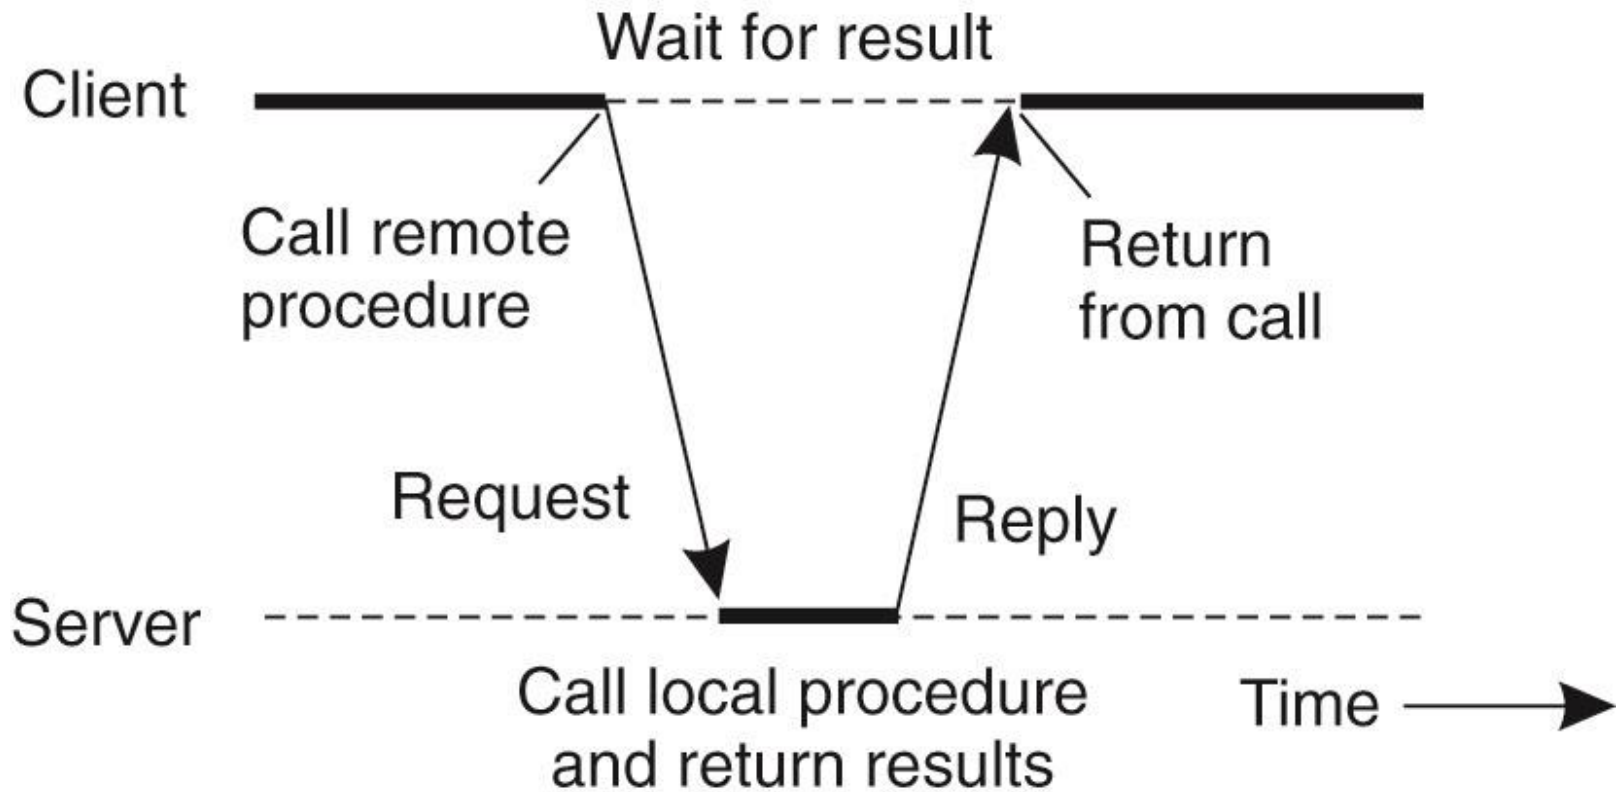 Wait for result
Client
Call remote
procedure
Return
from call
Request
Reply
Server
Call local procedure
and return results
Time